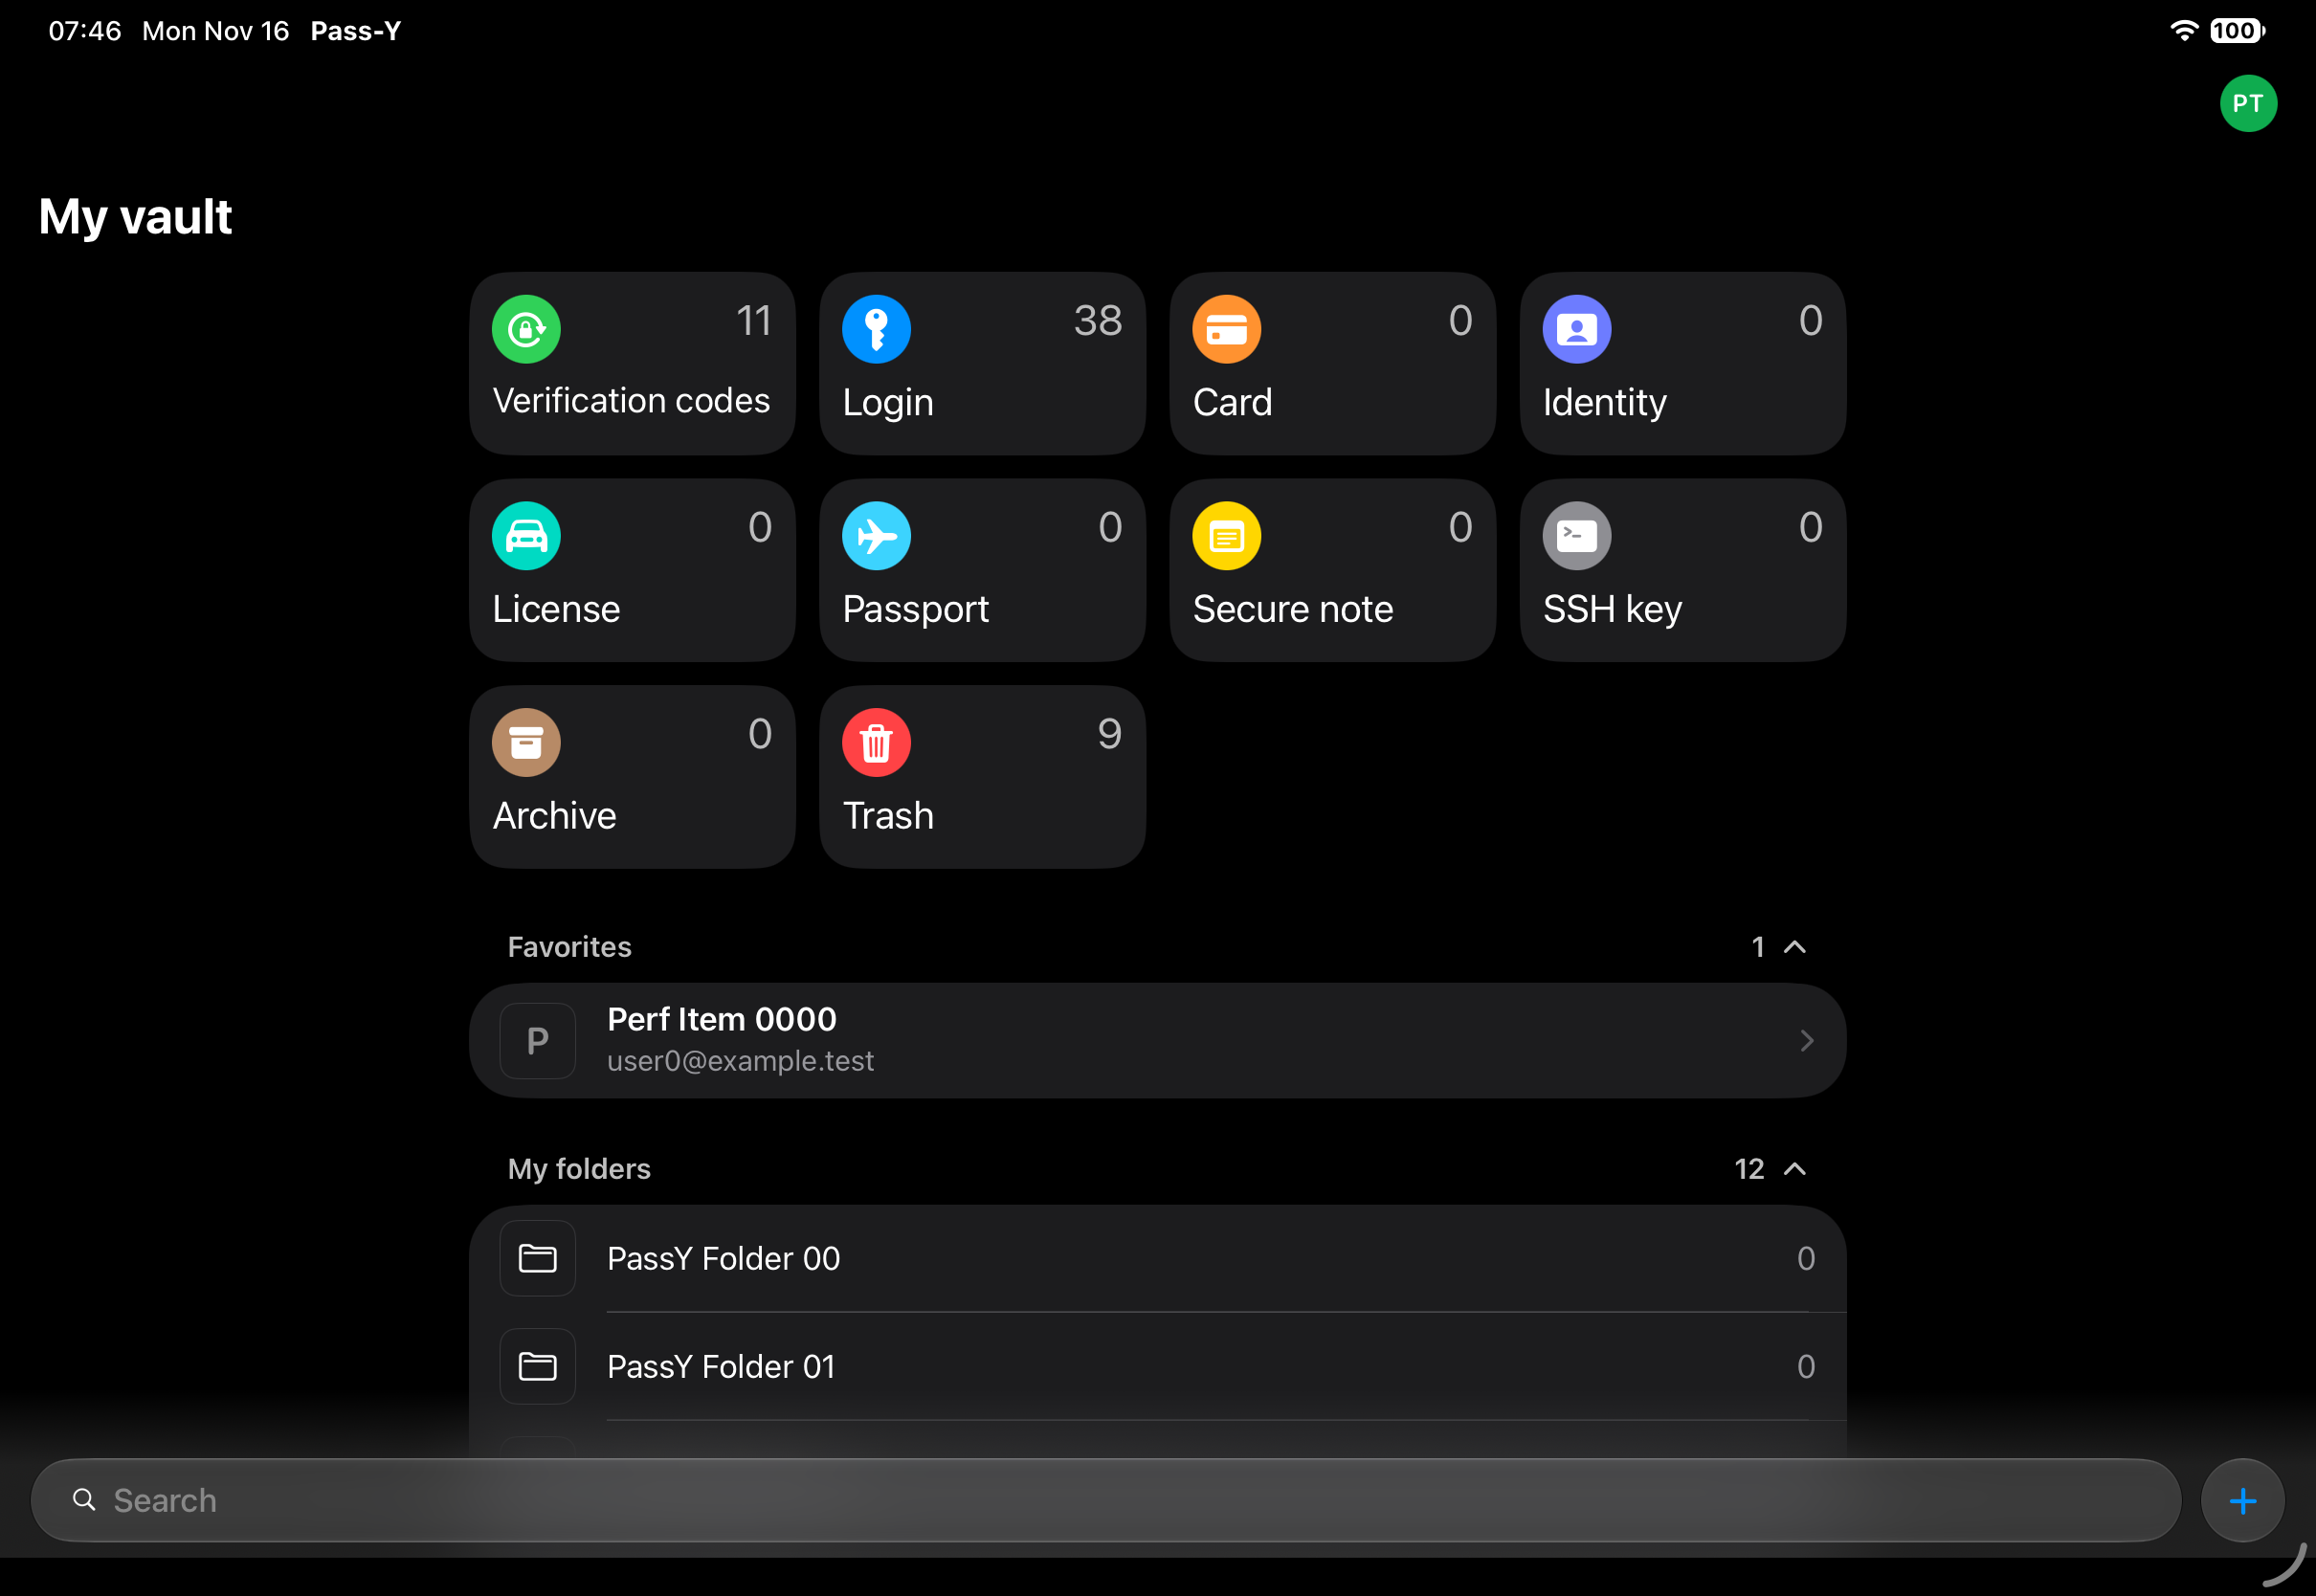 07:46 Mon Nov 16 Pass-Y
100
PT
My vault
11
Verification codes
38
Login
0
Card
0
Identity
0
License
0
Passport
0
Secure note
0
SSH key
0
Archive
9
Trash
Favorites 1
P
Perf Item 0000
user0@example.test
My folders 12
PassY Folder 00 0
PassY Folder 01 0
Search